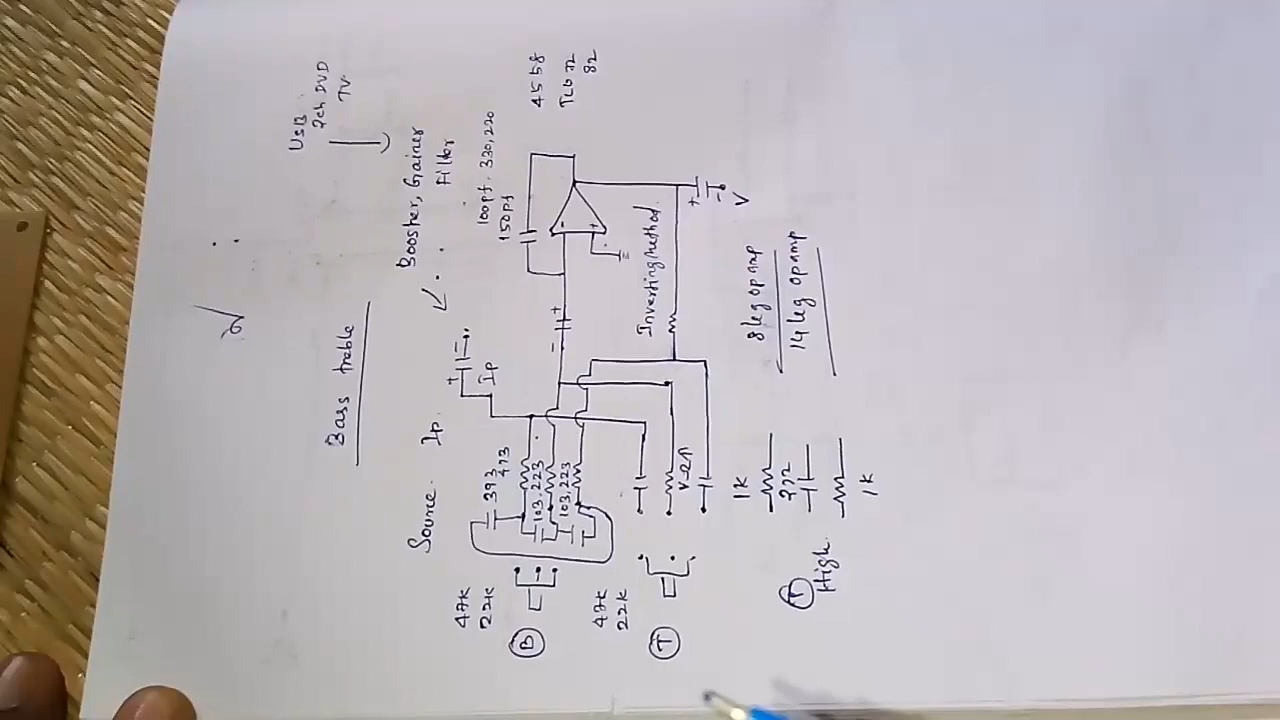 USB
2ch DVD
TV
Bass treble
Booster, Grainer
Filter
Source Ip.
+
Ip
4558
TL072
82
100pf, 330, 220
150pf
-
+
- +
Inverting method
+
-
V
393
473
103, 223
103, 223
47K
22K
B
47K
22K
T
8 leg op amp
14 leg op amp
1K
222
1K
T
High